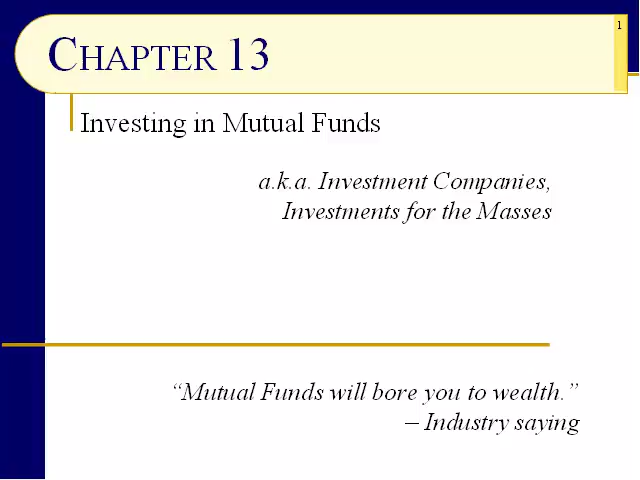 1
CHAPTER 13
Investing in Mutual Funds
a.k.a. Investment Companies,
Investments for the Masses
“Mutual Funds will bore you to wealth.”
– Industry saying